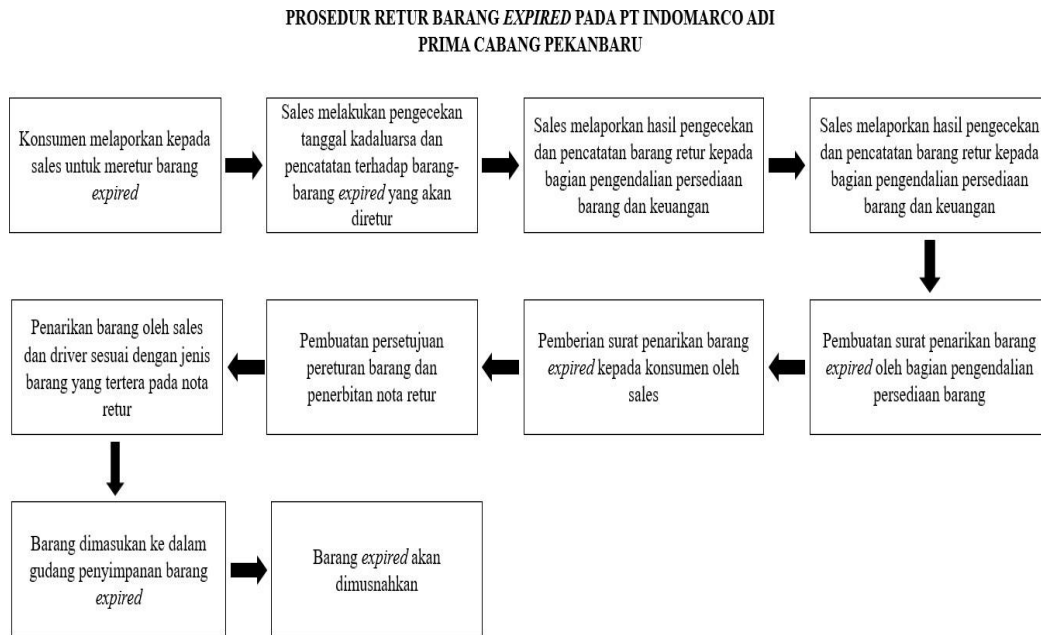 PROSEDUR RETUR BARANG EXPIRED PADA PT INDOMARCO ADI
PRIMA CABANG PEKANBARU
Konsumen melaporkan kepada
sales untuk meretur barang
expired
Sales melakukan pengecekan
tanggal kadaluarsa dan
pencatatan terhadap barang-
barang expired yang akan
diretur
Sales melaporkan hasil pengecekan
dan pencatatan barang retur kepada
bagian pengendalian persediaan
barang dan keuangan
Sales melaporkan hasil pengecekan
dan pencatatan barang retur kepada
bagian pengendalian persediaan
barang dan keuangan
Pembuatan surat penarikan barang
expired oleh bagian pengendalian
persediaan barang
Pemberian surat penarikan barang
expired kepada konsumen oleh
sales
Pembuatan persetujuan
pereturan barang dan
penerbitan nota retur
Penarikan barang oleh sales
dan driver sesuai dengan jenis
barang yang tertera pada nota
retur
Barang dimasukan ke dalam
gudang penyimpanan barang
expired
Barang expired akan
dimusnahkan